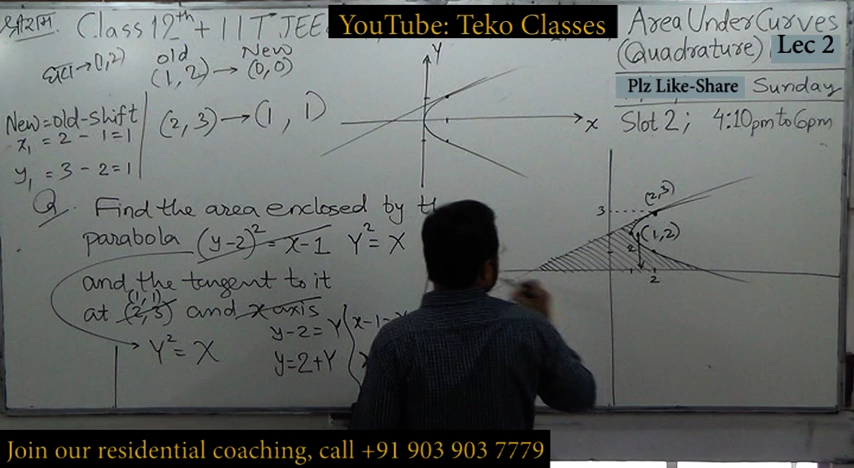 श्रीराम. Class 12th + IIT JEE
YouTube: Teko Classes
Area Under Curves
(Quadrature) Lec 2
Plz Like-Share Sunday
Slot 2; 4:10pm to 6pm
old New
(1,2) → (0,0)
New = old - shift
x₁ = 2 - 1 = 1
y₁ = 3 - 2 = 1
(2,3) → (1, 1)
Y
X
Q. Find the area enclosed by
parabola (y-2)² = x-1 Y² = X
and the tangent to it
(1,1)
at (2,3) and x axis
Y² = X
y-2 = Y
y = 2+Y
(2,3)
3
(1,2)
2
2
Join our residential coaching, call +91 903 903 7779